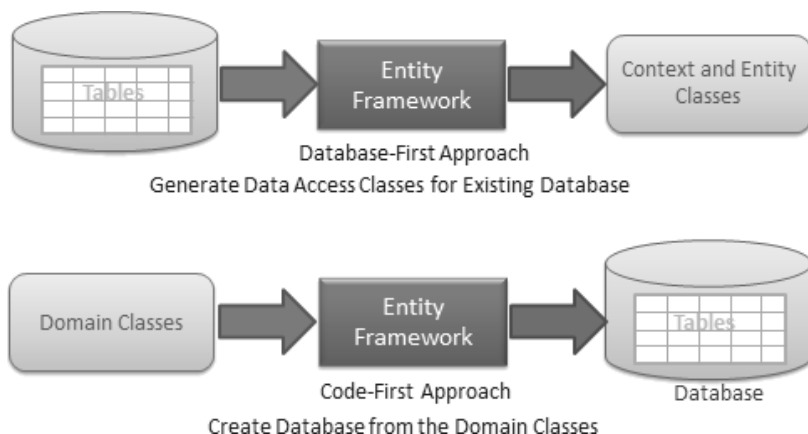 Tables
Entity
Framework
Context and Entity
Classes
Database-First Approach
Generate Data Access Classes for Existing Database
Domain Classes
Entity
Framework
Tables
Code-First Approach
Database
Create Database from the Domain Classes